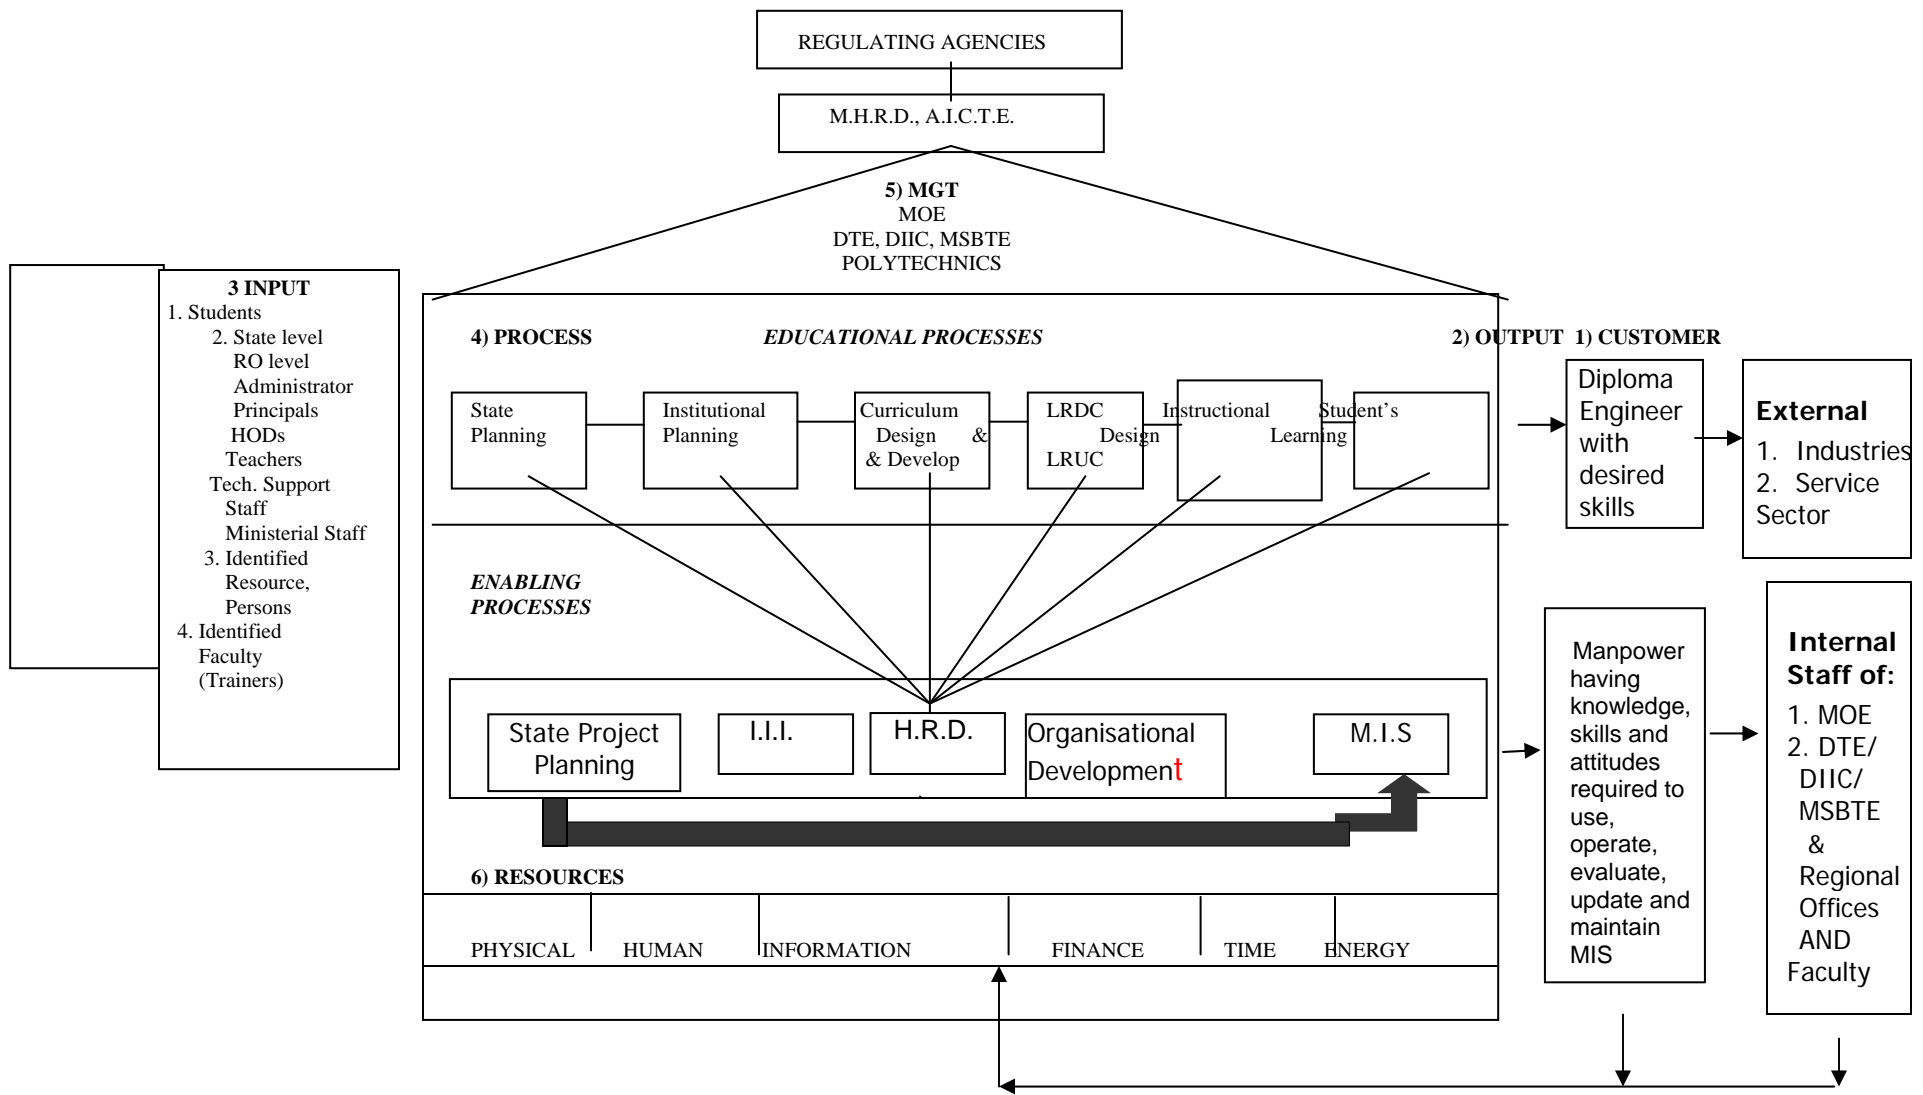 REGULATING AGENCIES
M.H.R.D., A.I.C.T.E.
5) MGT
MOE
DTE, DIIC, MSBTE
POLYTECHNICS
3 INPUT
1. Students
2. State level
RO level
Administrator
Principals
HODs
Teachers
Tech. Support
Staff
Ministerial Staff
3. Identified
Resource,
Persons
4. Identified
Faculty
(Trainers)
4) PROCESS
EDUCATIONAL PROCESSES
2) OUTPUT 1) CUSTOMER
State
Planning
Institutional
Planning
Curriculum
Design &
& Develop
LRDC
LRUC
Instructional
Design
Student's
Learning
Diploma
Engineer
with
desired
skills
External
1. Industries
2. Service
Sector
ENABLING
PROCESSES
State Project
Planning
I.I.I.
H.R.D.
Organisational
Development
M.I.S
Manpower
having
knowledge,
skills and
attitudes
required to
use,
operate,
evaluate,
update and
maintain
MIS
Internal
Staff of:
1. MOE
2. DTE/
DIIC/
MSBTE
&
Regional
Offices
AND
Faculty
6) RESOURCES
PHYSICAL
HUMAN
INFORMATION
FINANCE
TIME
ENERGY